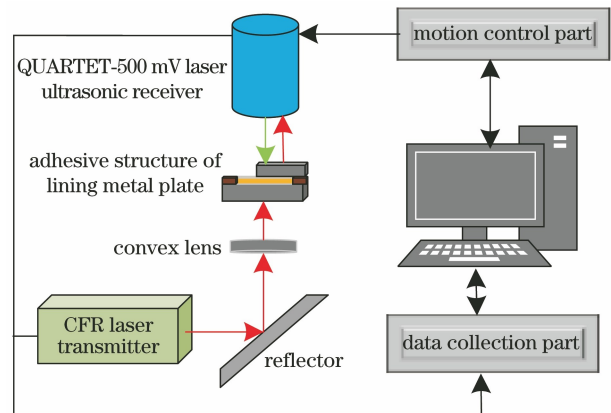 motion control part
QUARTET-500 mV laser
ultrasonic receiver
adhesive structure of
lining metal plate
convex lens
CFR laser
transmitter
reflector
data collection part